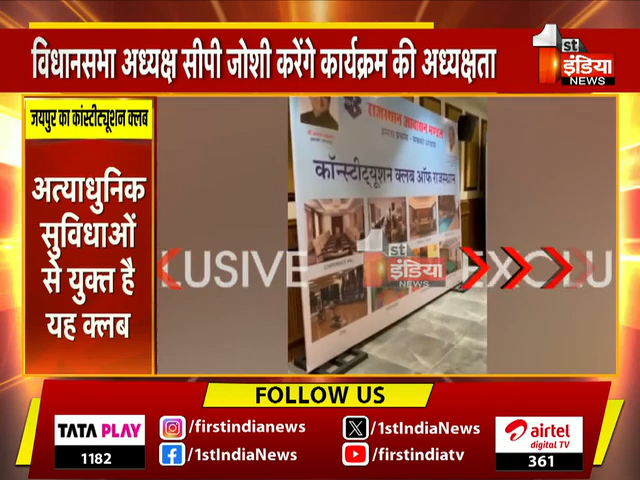 विधानसभा अध्यक्ष सीपी जोशी करेंगे कार्यक्रम की अध्यक्षता
1st
इंडिया
NEWS
जयपुर का कांस्टीट्यूशन क्लब
अत्याधुनिक
सुविधाओं
से युक्त है
यह क्लब
राजस्थान आवासन मण्डल
कॉन्स्टीट्यूशन क्लब ऑफ राजस्थान
KUSIVE
1st
इंडिया
NEWS
EXCLU
FOLLOW US
TATA PLAY
1182
/firstindianews
/1stIndiaNews
/1stIndiaNews
/firstindiatv
airtel
digital TV
361